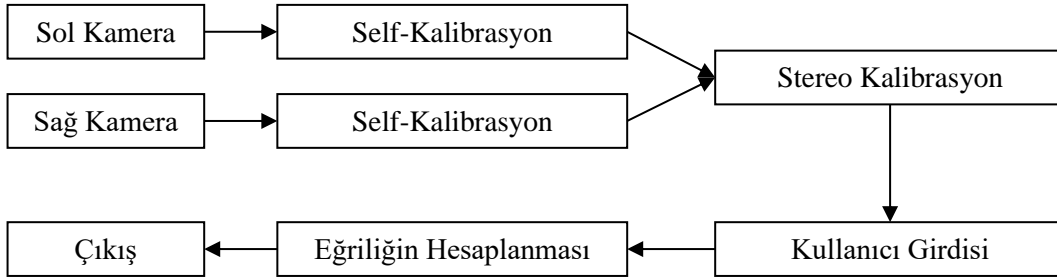 Sol Kamera
Self-Kalibrasyon
Stereo Kalibrasyon
Sağ Kamera
Self-Kalibrasyon
Çıkış
Eğriliğin Hesaplanması
Kullanıcı Girdisi